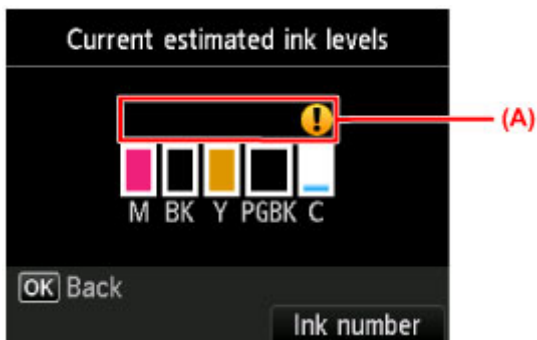 Current estimated ink levels
!
(A)
M BK Y PGBK C
OK Back
Ink number